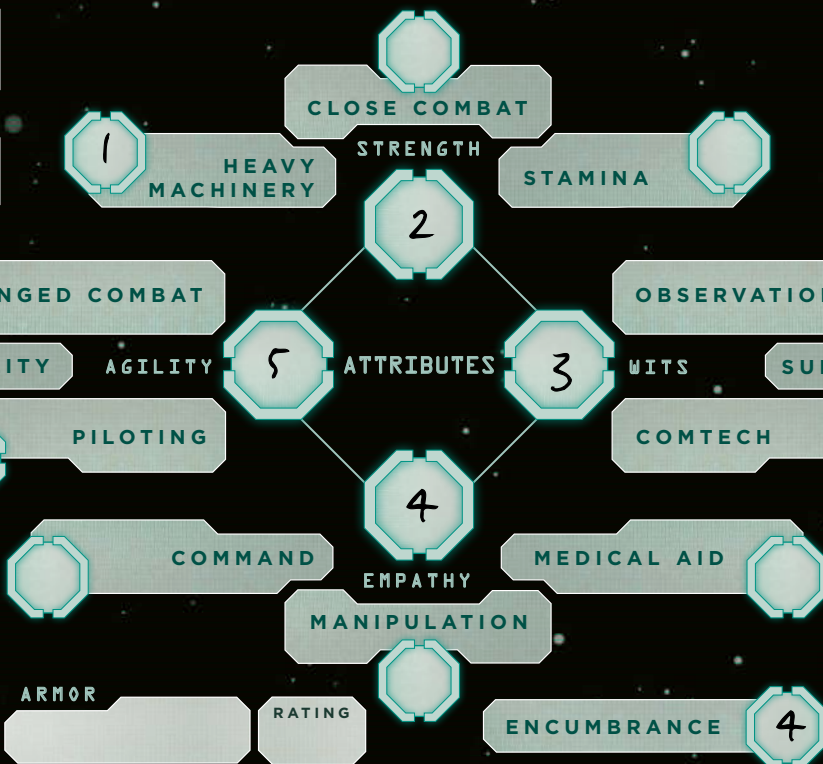 CLOSE COMBAT
STRENGTH
1
HEAVY
MACHINERY
STAMINA
2
NGED COMBAT
OBSERVATIO
ITY
AGILITY
5
ATTRIBUTES
3
WITS
SU
PILOTING
COMTECH
4
COMMAND
MEDICAL AID
EMPATHY
MANIPULATION
ARMOR
RATING
ENCUMBRANCE
4